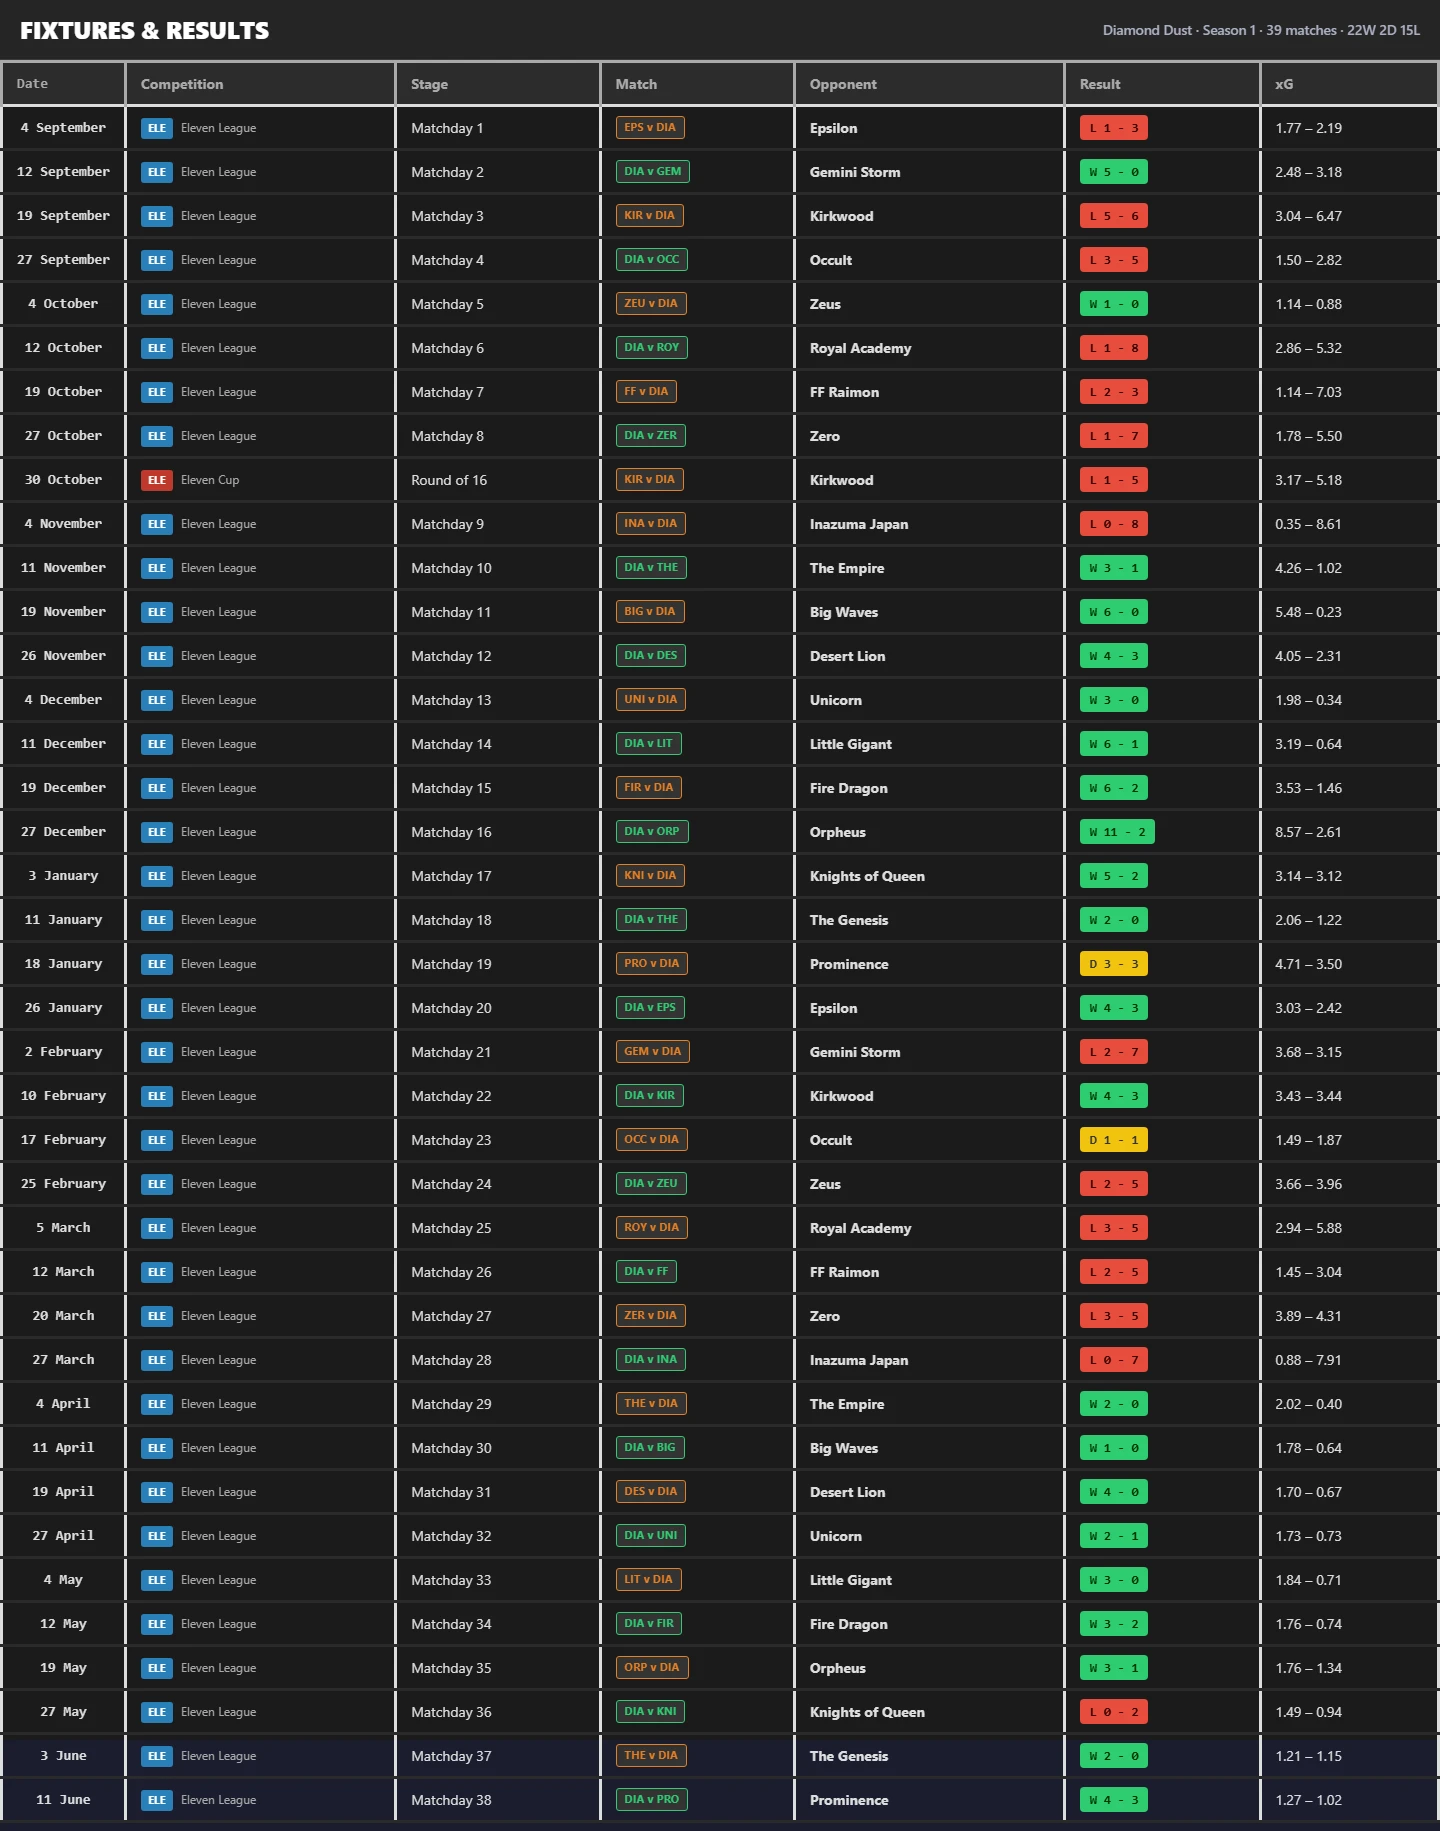 FIXTURES & RESULTS
Diamond Dust · Season 1 · 39 matches · 22W 2D 15L
Date Competition Stage Match Opponent Result xG
4 September ELE Eleven League Matchday 1 EPS v DIA Epsilon L 1 - 3 1.77 – 2.19
12 September ELE Eleven League Matchday 2 DIA v GEM Gemini Storm W 5 - 0 2.48 – 3.18
19 September ELE Eleven League Matchday 3 KIR v DIA Kirkwood L 5 - 6 3.04 – 6.47
27 September ELE Eleven League Matchday 4 DIA v OCC Occult L 3 - 5 1.50 – 2.82
4 October ELE Eleven League Matchday 5 ZEU v DIA Zeus W 1 - 0 1.14 – 0.88
12 October ELE Eleven League Matchday 6 DIA v ROY Royal Academy L 1 - 8 2.86 – 5.32
19 October ELE Eleven League Matchday 7 FF v DIA FF Raimon L 2 - 3 1.14 – 7.03
27 October ELE Eleven League Matchday 8 DIA v ZER Zero L 1 - 7 1.78 – 5.50
30 October ELE Eleven Cup Round of 16 KIR v DIA Kirkwood L 1 - 5 3.17 – 5.18
4 November ELE Eleven League Matchday 9 INA v DIA Inazuma Japan L 0 - 8 0.35 – 8.61
11 November ELE Eleven League Matchday 10 DIA v THE The Empire W 3 - 1 4.26 – 1.02
19 November ELE Eleven League Matchday 11 BIG v DIA Big Waves W 6 - 0 5.48 – 0.23
26 November ELE Eleven League Matchday 12 DIA v DES Desert Lion W 4 - 3 4.05 – 2.31
4 December ELE Eleven League Matchday 13 UNI v DIA Unicorn W 3 - 0 1.98 – 0.34
11 December ELE Eleven League Matchday 14 DIA v LIT Little Gigant W 6 - 1 3.19 – 0.64
19 December ELE Eleven League Matchday 15 FIR v DIA Fire Dragon W 6 - 2 3.53 – 1.46
27 December ELE Eleven League Matchday 16 DIA v ORP Orpheus W 11 - 2 8.57 – 2.61
3 January ELE Eleven League Matchday 17 KNI v DIA Knights of Queen W 5 - 2 3.14 – 3.12
11 January ELE Eleven League Matchday 18 DIA v THE The Genesis W 2 - 0 2.06 – 1.22
18 January ELE Eleven League Matchday 19 PRO v DIA Prominence D 3 - 3 4.71 – 3.50
26 January ELE Eleven League Matchday 20 DIA v EPS Epsilon W 4 - 3 3.03 – 2.42
2 February ELE Eleven League Matchday 21 GEM v DIA Gemini Storm L 2 - 7 3.68 – 3.15
10 February ELE Eleven League Matchday 22 DIA v KIR Kirkwood W 4 - 3 3.43 – 3.44
17 February ELE Eleven League Matchday 23 OCC v DIA Occult D 1 - 1 1.49 – 1.87
25 February ELE Eleven League Matchday 24 DIA v ZEU Zeus L 2 - 5 3.66 – 3.96
5 March ELE Eleven League Matchday 25 ROY v DIA Royal Academy L 3 - 5 2.94 – 5.88
12 March ELE Eleven League Matchday 26 DIA v FF FF Raimon L 2 - 5 1.45 – 3.04
20 March ELE Eleven League Matchday 27 ZER v DIA Zero L 3 - 5 3.89 – 4.31
27 March ELE Eleven League Matchday 28 DIA v INA Inazuma Japan L 0 - 7 0.88 – 7.91
4 April ELE Eleven League Matchday 29 THE v DIA The Empire W 2 - 0 2.02 – 0.40
11 April ELE Eleven League Matchday 30 DIA v BIG Big Waves W 1 - 0 1.78 – 0.64
19 April ELE Eleven League Matchday 31 DES v DIA Desert Lion W 4 - 0 1.70 – 0.67
27 April ELE Eleven League Matchday 32 DIA v UNI Unicorn W 2 - 1 1.73 – 0.73
4 May ELE Eleven League Matchday 33 LIT v DIA Little Gigant W 3 - 0 1.84 – 0.71
12 May ELE Eleven League Matchday 34 DIA v FIR Fire Dragon W 3 - 2 1.76 – 0.74
19 May ELE Eleven League Matchday 35 ORP v DIA Orpheus W 3 - 1 1.76 – 1.34
27 May ELE Eleven League Matchday 36 DIA v KNI Knights of Queen L 0 - 2 1.49 – 0.94
3 June ELE Eleven League Matchday 37 THE v DIA The Genesis W 2 - 0 1.21 – 1.15
11 June ELE Eleven League Matchday 38 DIA v PRO Prominence W 4 - 3 1.27 – 1.02